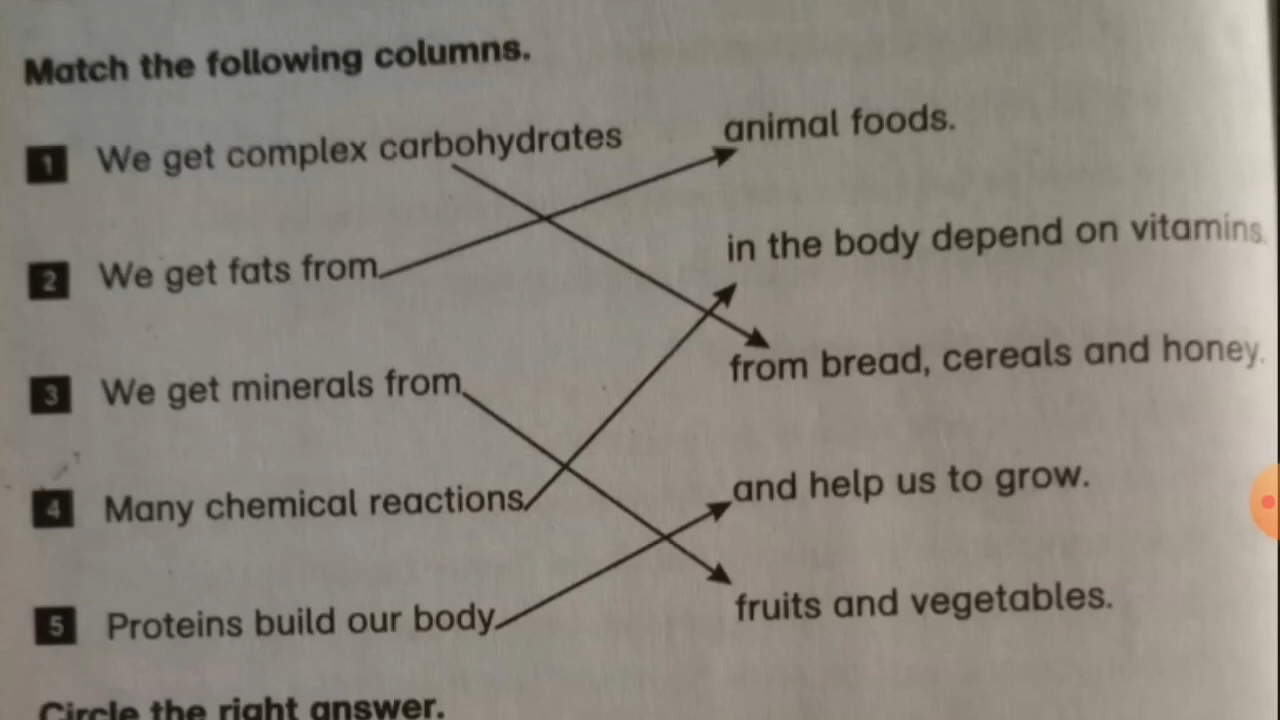 Match the following columns.
1 We get complex carbohydrates
animal foods.
2 We get fats from
in the body depend on vitamins.
3 We get minerals from
from bread, cereals and honey.
4 Many chemical reactions
and help us to grow.
5 Proteins build our body
fruits and vegetables.
Circle the right answer.